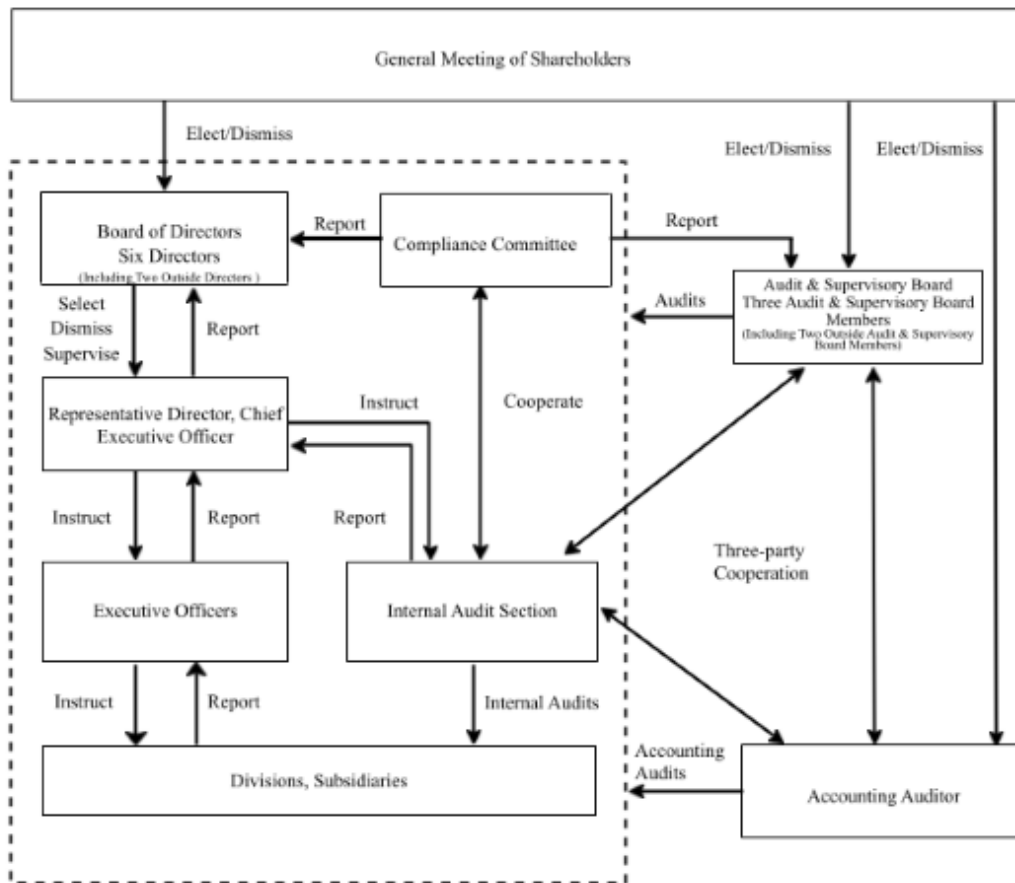 General Meeting of Shareholders
Elect/Dismiss
Elect/Dismiss
Elect/Dismiss
Board of Directors
Six Directors
(Including Two Outside Directors )
Report
Compliance Committee
Report
Audit & Supervisory Board
Three Audit & Supervisory Board
Members
(Including Two Outside Audit & Supervisory
Board Members)
Audits
Select
Dismiss
Supervise
Report
Representative Director, Chief
Executive Officer
Instruct
Cooperate
Instruct
Report
Report
Three-party
Cooperation
Executive Officers
Internal Audit Section
Instruct
Report
Internal Audits
Accounting
Audits
Divisions, Subsidiaries
Accounting Auditor